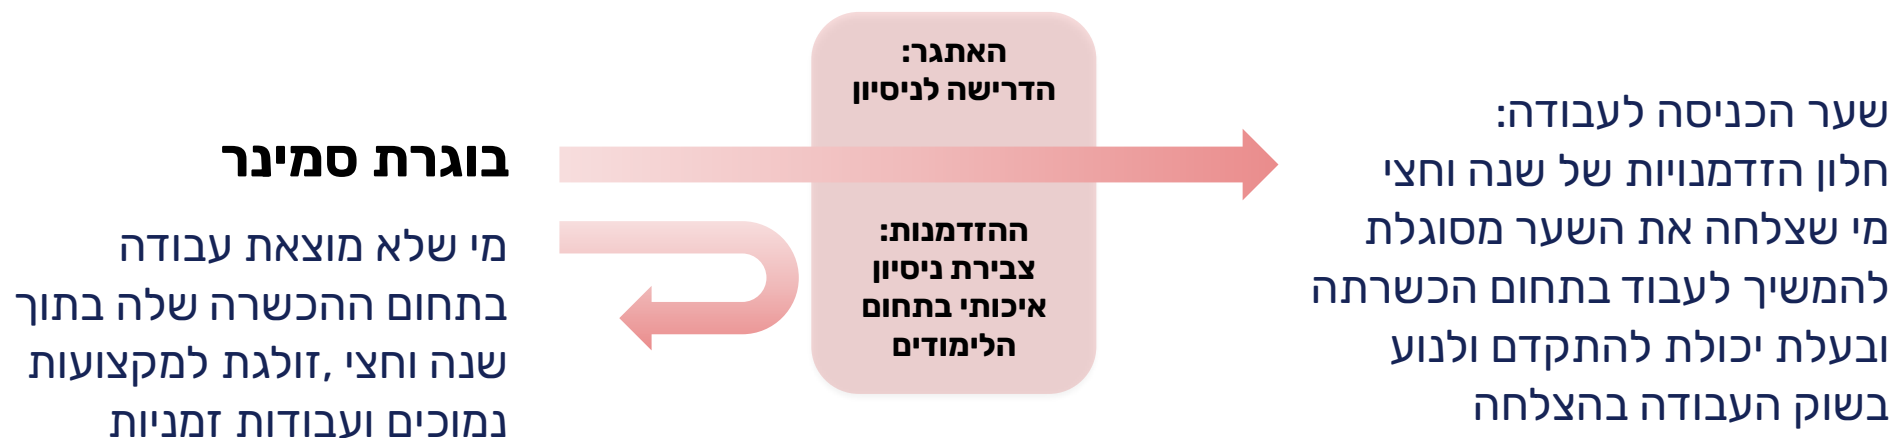 האתגר:
הדרישה לניסיון
ההזדמנות:
צבירת ניסיון
איכותי בתחום
הלימודים
שער הכניסה לעבודה:
חלון הזדמנויות של שנה וחצי
מי שצלחה את השער מסוגלת
להמשיך לעבוד בתחום הכשרתה
ובעלת יכולת להתקדם ולנוע
בשוק העבודה בהצלחה
בוגרת סמינר
מי שלא מוצאת עבודה
בתחום ההכשרה שלה בתוך
שנה וחצי ,זולגת למקצועות
נמוכים ועבודות זמניות